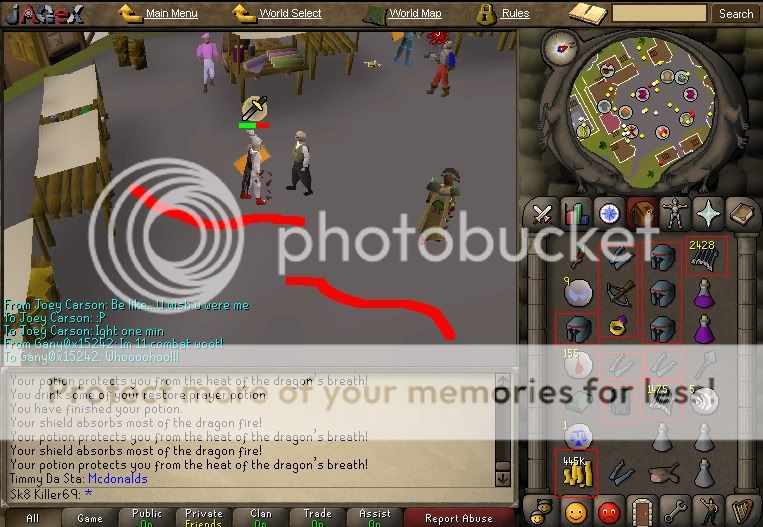 JAGEX
Main Menu
World Select
World Map
Rules
Search
2428
9
photobucket
From Joey Carson: Be like...U wish u were me
To Joey Carson: :P
To Joey Carson: Ight one min
From Gany0x15242: Im 11 combat woot!
To Gany0x15242: Whoooohoo!!!
155
1475
5
Your potion protects you from the heat of the dragon's breath!
You drink some of your restore prayer potion.
You have finished your potion.
Your shield absorbs most of the dragon fire!
Your potion protects you from the heat of the dragon's breath!
Your shield absorbs most of the dragon fire!
Your potion protects you from the heat of the dragon's breath!
Timmy Da Sta: Mcdonalds
Sk8 Killer69: *
of your memories for less!
1
445K
All
Game
Public
On
Private
Friends
Clan
On
Trade
On
Assist
On
Report Abuse